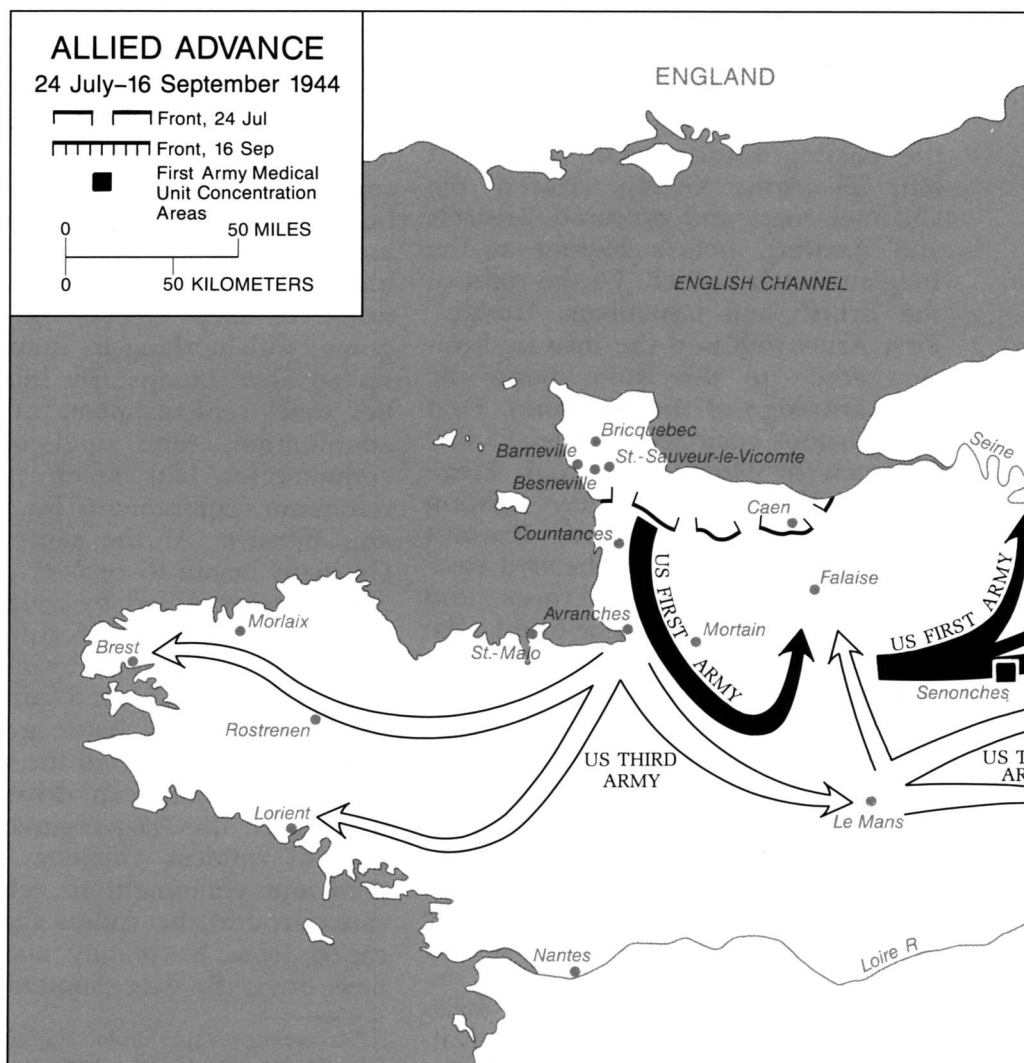 ALLIED ADVANCE
24 July–16 September 1944
Front, 24 Jul
Front, 16 Sep
First Army Medical
Unit Concentration
Areas
0
50 MILES
0
50 KILOMETERS
ENGLAND
ENGLISH CHANNEL
Seine
Bricquebec
Barneville
St.-Sauveur-le-Vicomte
Besneville
Caen
Countances
US FIRST
ARMY
Falaise
US FIRST ARMY
Avranches
Morlaix
Mortain
Brest
St.-Malo
Senonches
Rostrenen
US THIRD
ARMY
US T
AR
Lorient
Le Mans
Nantes
Loire R